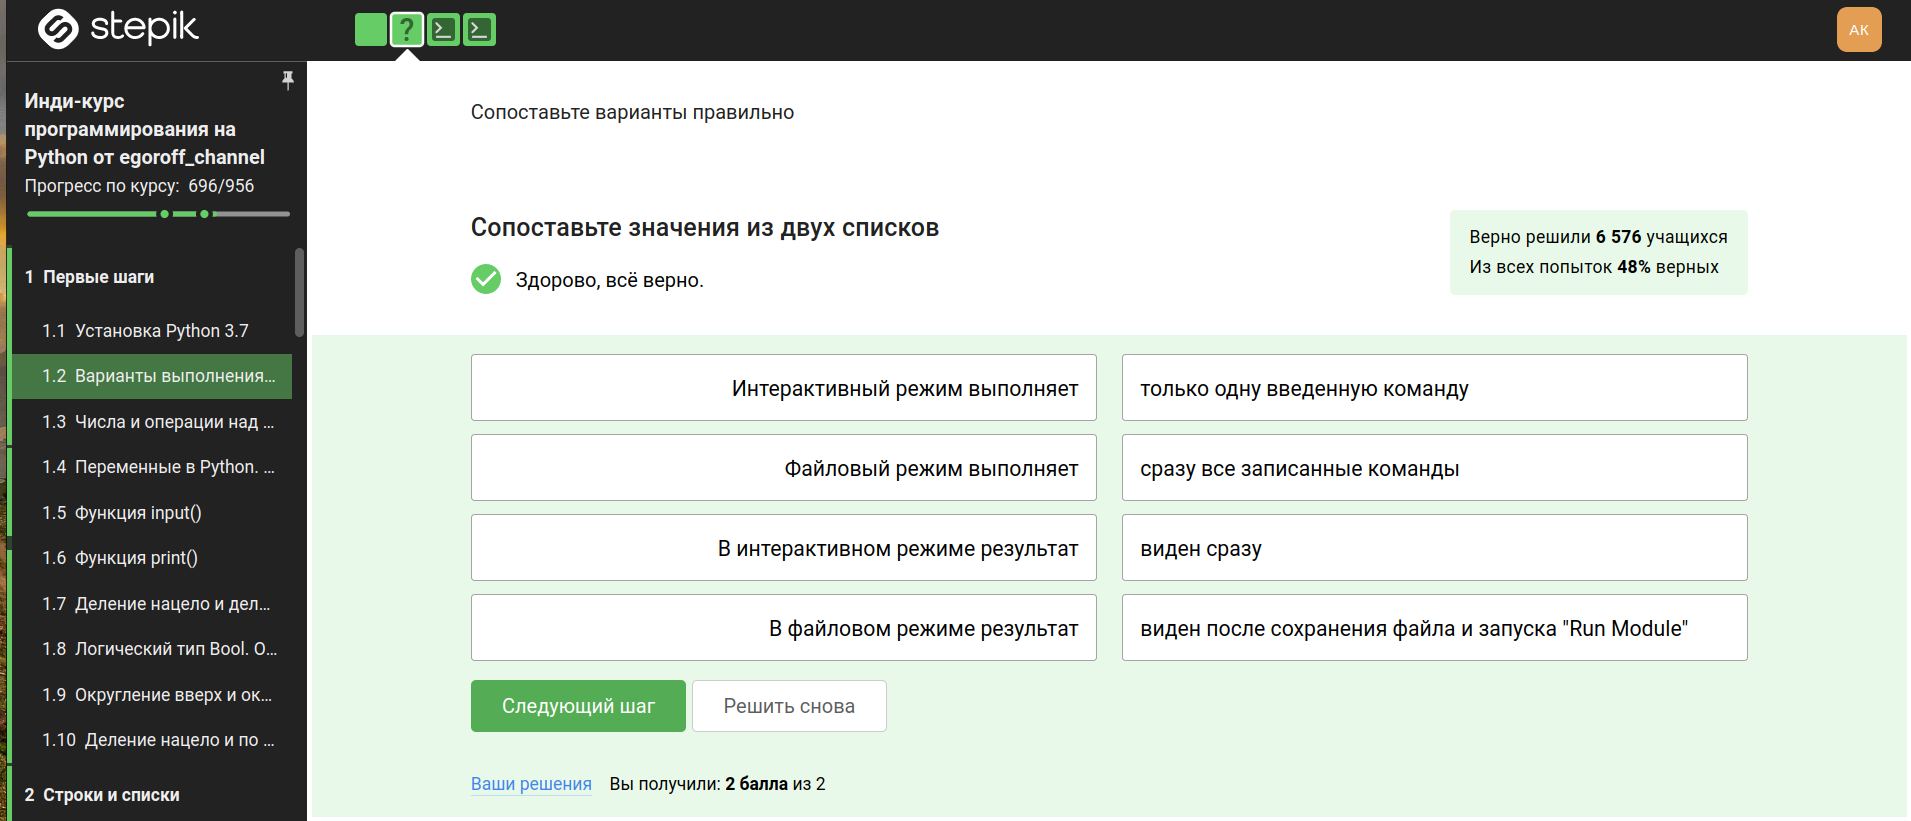 stepik
?
AK
Инди-курс
программирования на
Python от egoroff_channel
Прогресс по курсу: 696/956
1 Первые шаги
1.1 Установка Python 3.7
1.2 Варианты выполнения...
1.3 Числа и операции над ...
1.4 Переменные в Python. ...
1.5 Функция input()
1.6 Функция print()
1.7 Деление нацело и дел...
1.8 Логический тип Bool. О...
1.9 Округление вверх и ок...
1.10 Деление нацело и по ...
2 Строки и списки
Сопоставьте варианты правильно
Сопоставьте значения из двух списков
Здорово, всё верно.
Верно решили 6 576 учащихся
Из всех попыток 48% верных
Интерактивный режим выполняет
только одну введенную команду
Файловый режим выполняет
сразу все записанные команды
В интерактивном режиме результат
виден сразу
В файловом режиме результат
виден после сохранения файла и запуска "Run Module"
Следующий шаг
Решить снова
Ваши решения Вы получили: 2 балла из 2